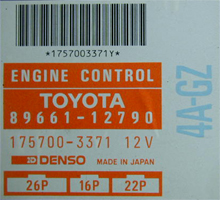 *1757003371Y*
ENGINE CONTROL
TOYOTA
89661-12790
175700-3371 12V
DENSO MADE IN JAPAN
26P 16P 22P
4A-GZ